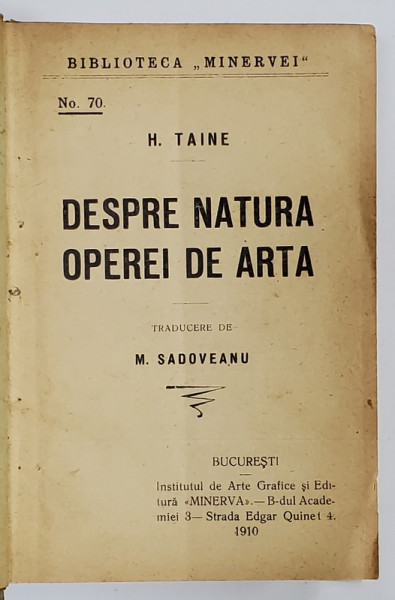 BIBLIOTECA „MINERVEI“
No. 70.
H. TAINE
DESPRE NATURA
OPEREI DE ARTA
TRADUCERE DE
M. SADOVEANU
BUCUREŞTI
Institutul de Arte Grafice şi Edi-
tură «MINERVA».— B-dul Acade-
miei 3— Strada Edgar Quinet 4.
1910